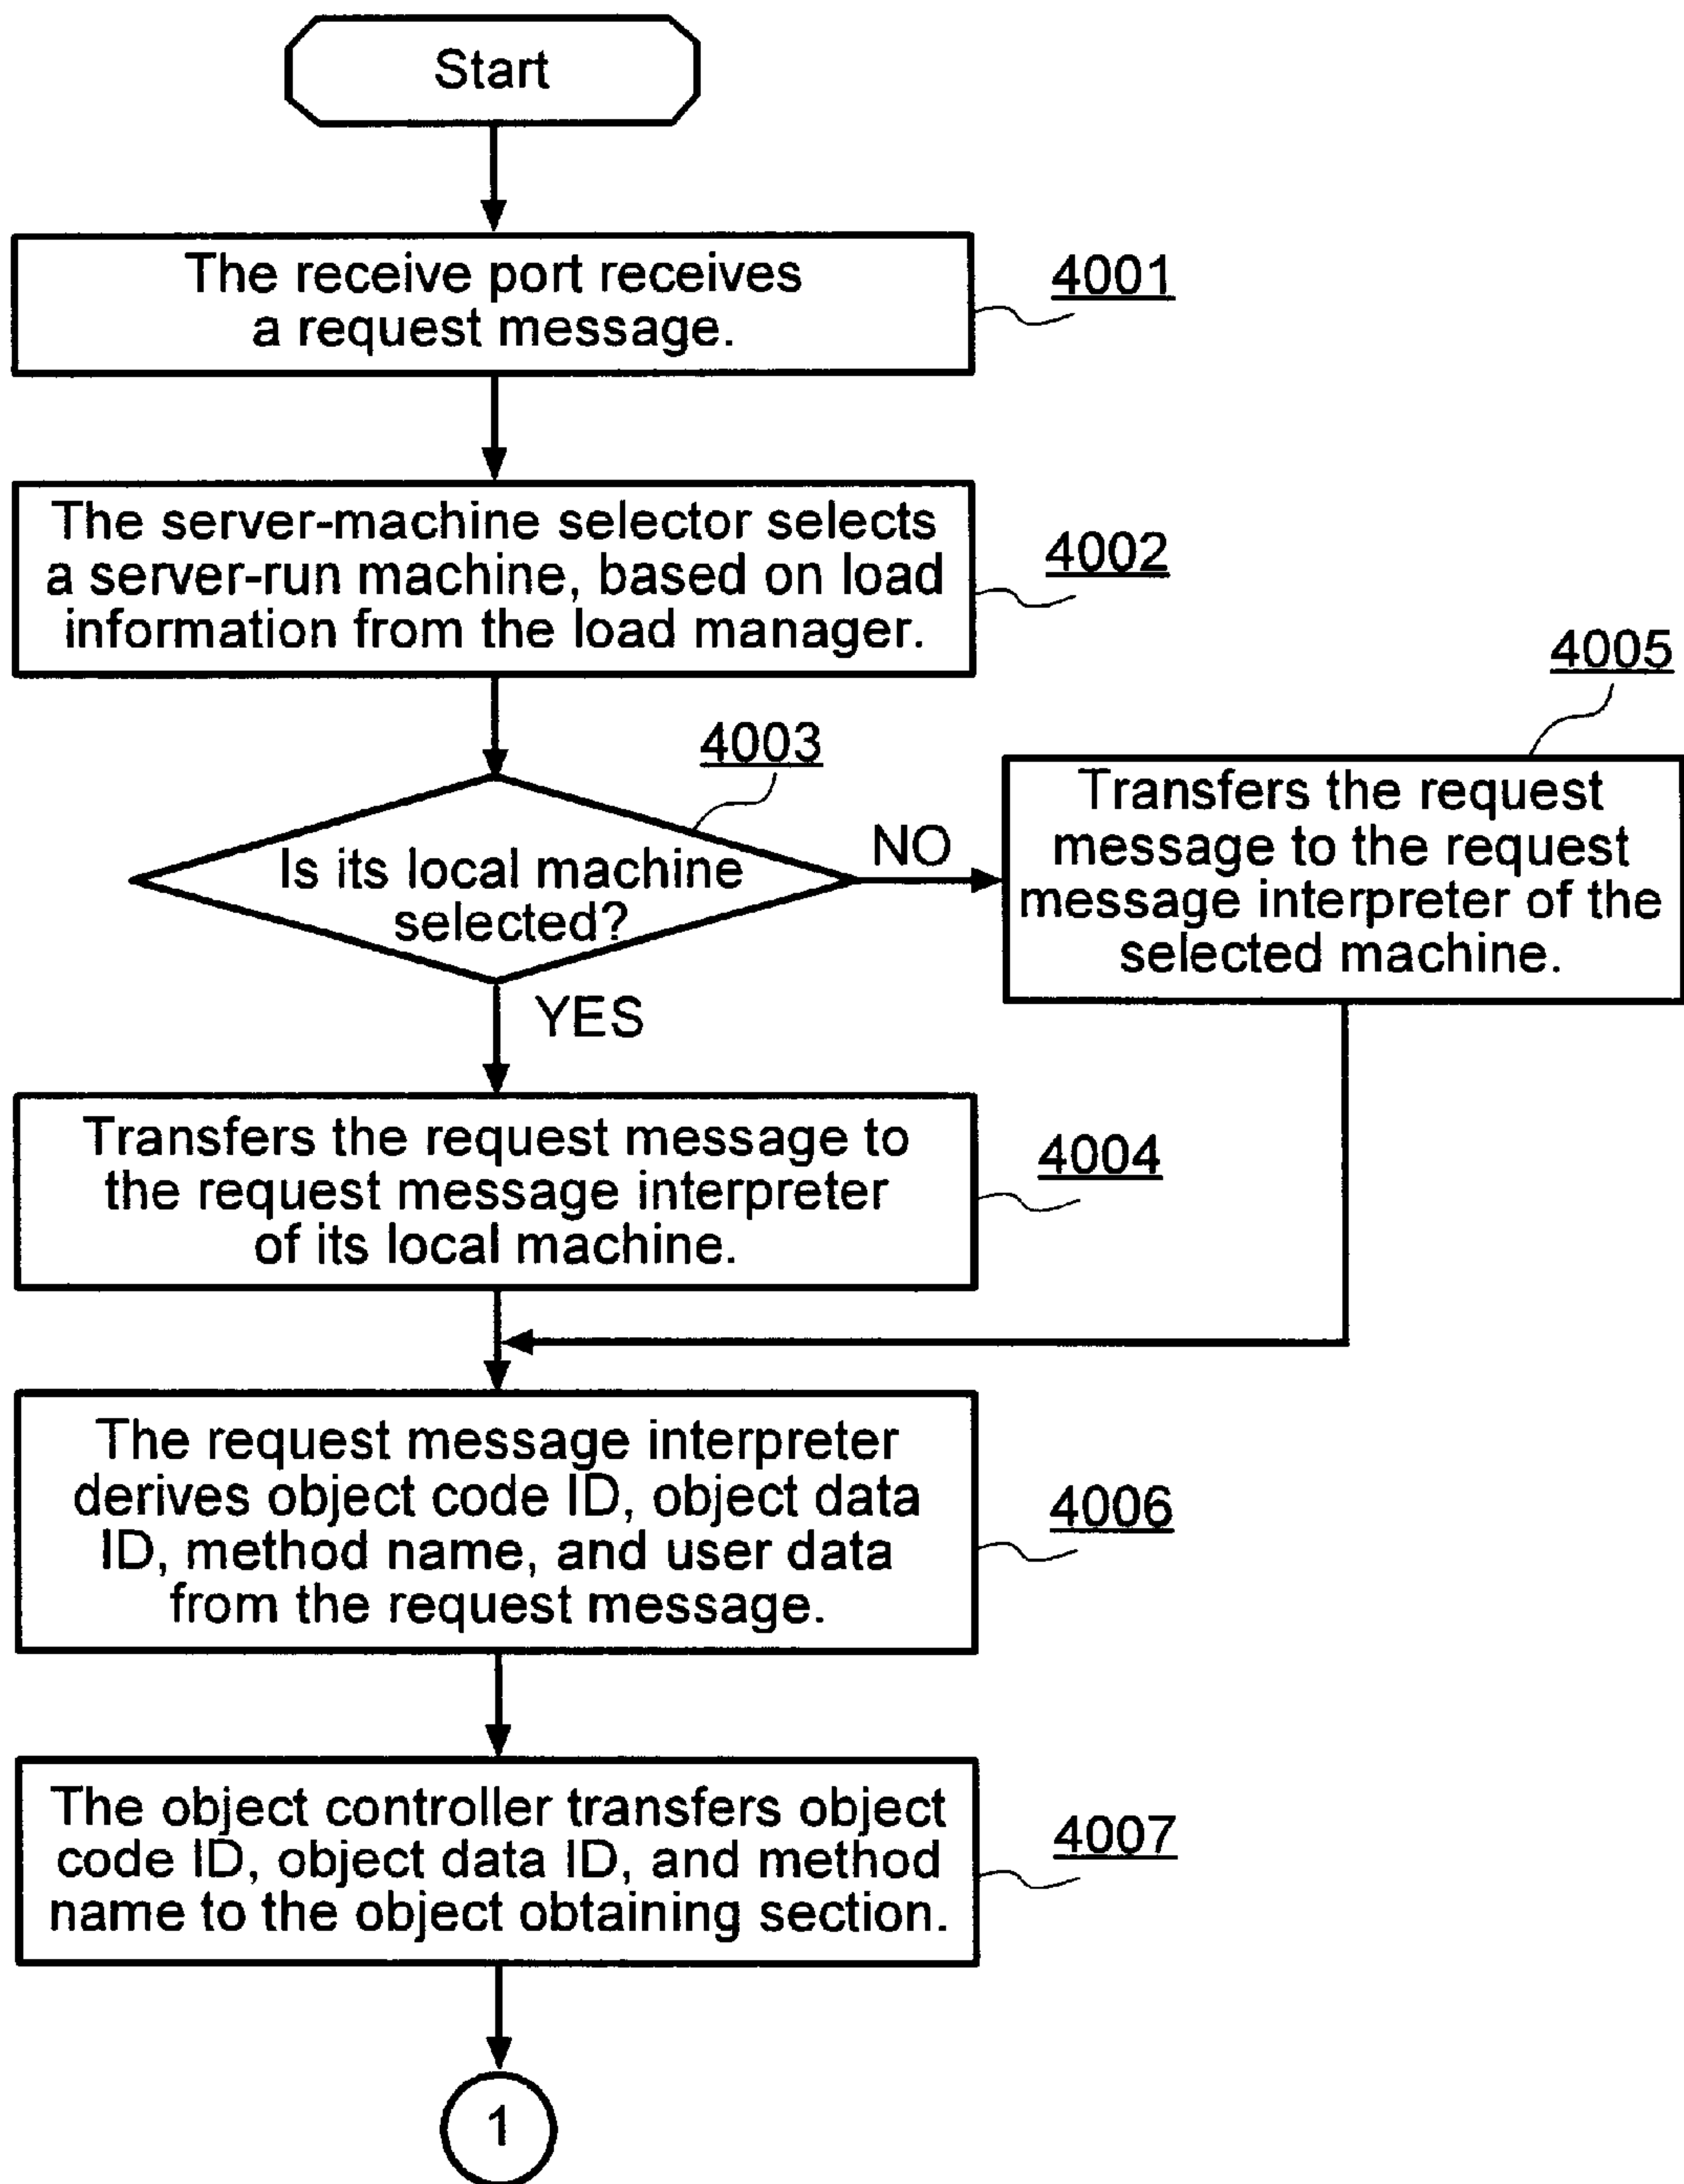 Start
The receive port receives
a request message.
4001
The server-machine selector selects
a server-run machine, based on load
information from the load manager.
4002
4003
Is its local machine
selected?
NO
YES
4005
Transfers the request
message to the request
message interpreter of the
selected machine.
Transfers the request message to
the request message interpreter
of its local machine.
4004
The request message interpreter
derives object code ID, object data
ID, method name, and user data
from the request message.
4006
The object controller transfers object
code ID, object data ID, and method
name to the object obtaining section.
4007
1